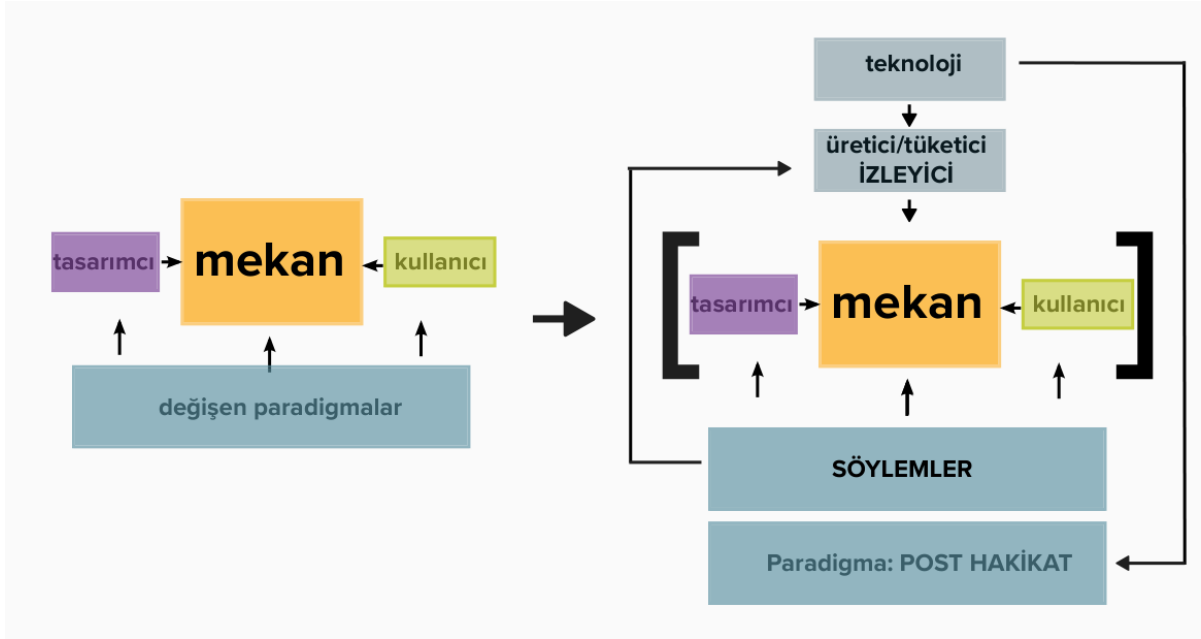 tasarımcı
mekan
kullanıcı
değişen paradigmalar
teknoloji
üretici/tüketici
İZLEYİCİ
tasarımcı
mekan
kullanıcı
SÖYLEMLER
Paradigma: POST HAKİKAT